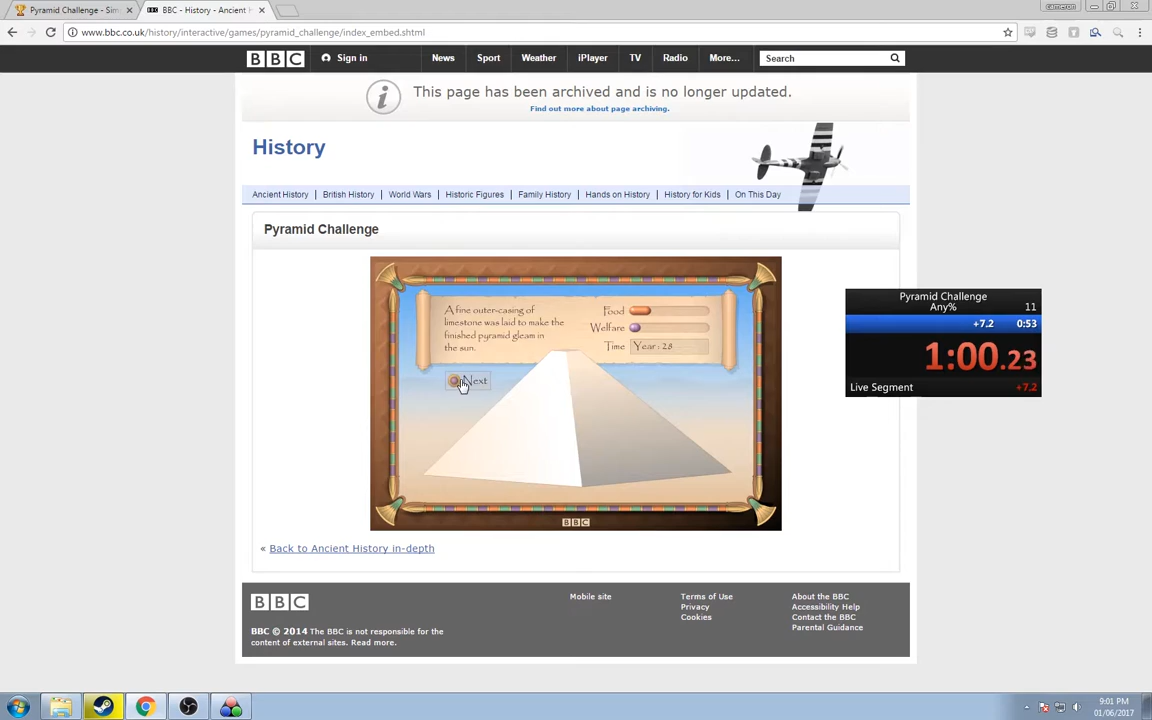 Pyramid Challenge - Sim
BBC - History - Ancient H
cameron
www.bbc.co.uk/history/interactive/games/pyramid_challenge/index_embed.shtml
BBC Sign in News Sport Weather iPlayer TV Radio More... Search
This page has been archived and is no longer updated.
Find out more about page archiving.
History
Ancient History British History World Wars Historic Figures Family History Hands on History History for Kids On This Day
Pyramid Challenge
A fine outer-casing of
limestone was laid to make the
finished pyramid gleam in
the sun.
Food
Welfare
Time Year : 28
Next
BBC
Pyramid Challenge
Any% 11
+7.2 0:53
1:00.23
Live Segment +7.2
« Back to Ancient History in-depth
BBC
BBC © 2014 The BBC is not responsible for the
content of external sites. Read more.
Mobile site
Terms of Use
Privacy
Cookies
About the BBC
Accessibility Help
Contact the BBC
Parental Guidance
9:01 PM
01/06/2017